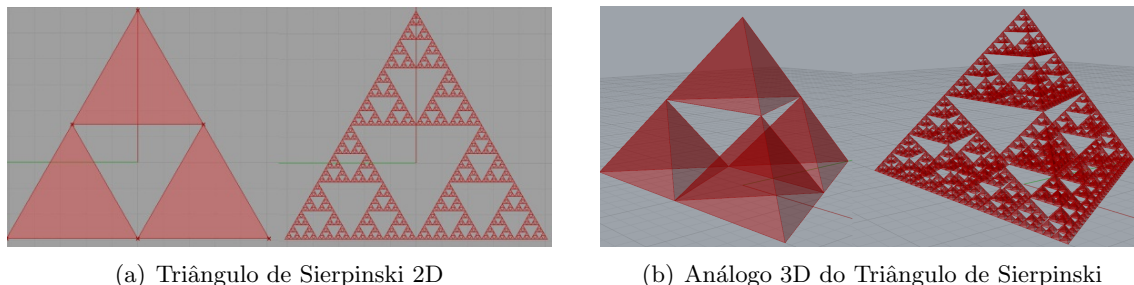 (a) Triângulo de Sierpinski 2D
(b) Análogo 3D do Triângulo de Sierpinski